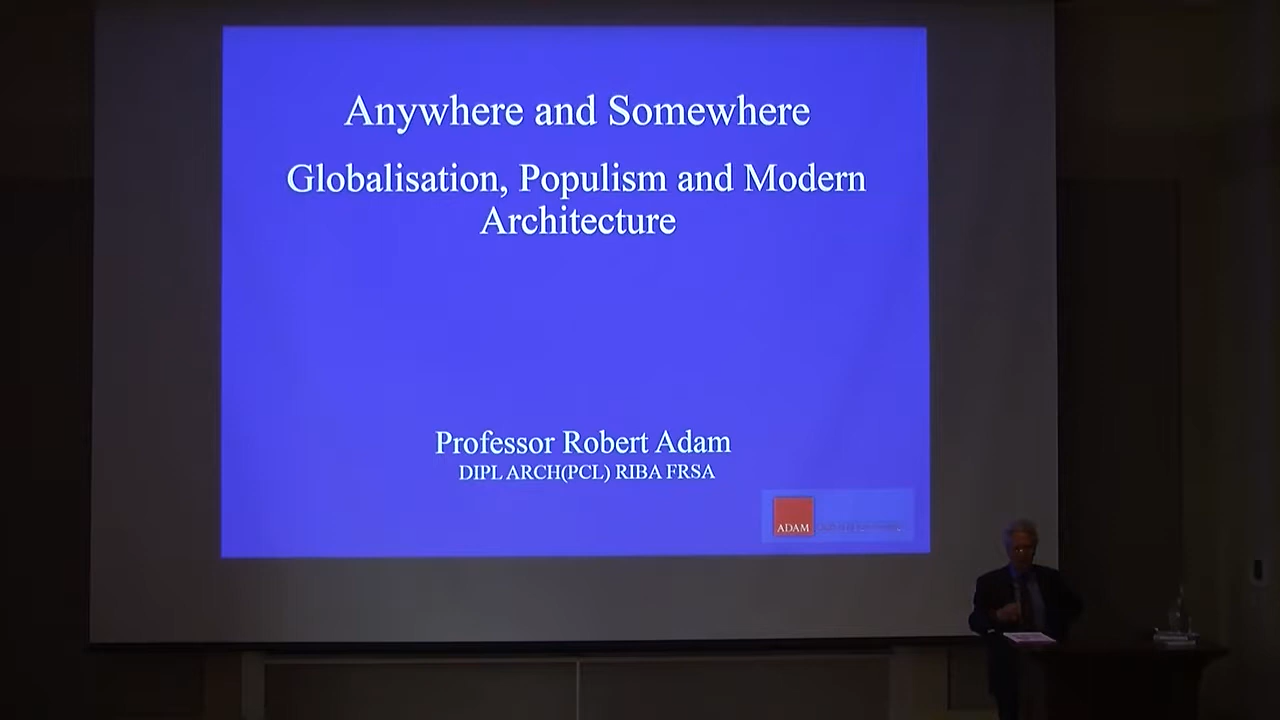 Anywhere and Somewhere
Globalisation, Populism and Modern
Architecture
Professor Robert Adam
DIPL ARCH(PCL) RIBA FRSA
ADAM